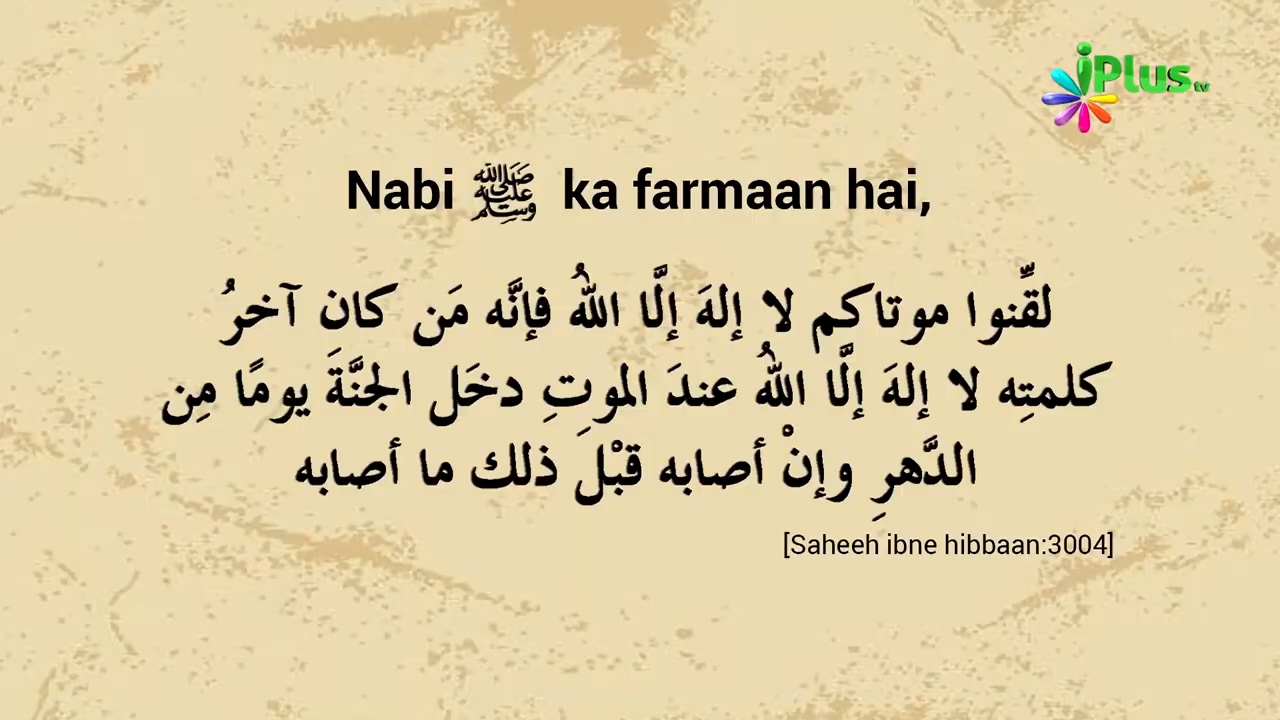 iPlus tv
Nabi ﷺ ka farmaan hai,
لقِّنوا موتاكم لا إلهَ إلَّا اللهُ فإنَّه مَن كان آخرُ
كلمتِه لا إلهَ إلَّا اللهُ عندَ الموتِ دخَل الجنَّةَ يومًا مِن
الدَّهرِ وإنْ أصابه قبْلَ ذلك ما أصابه
[Saheeh ibne hibbaan:3004]